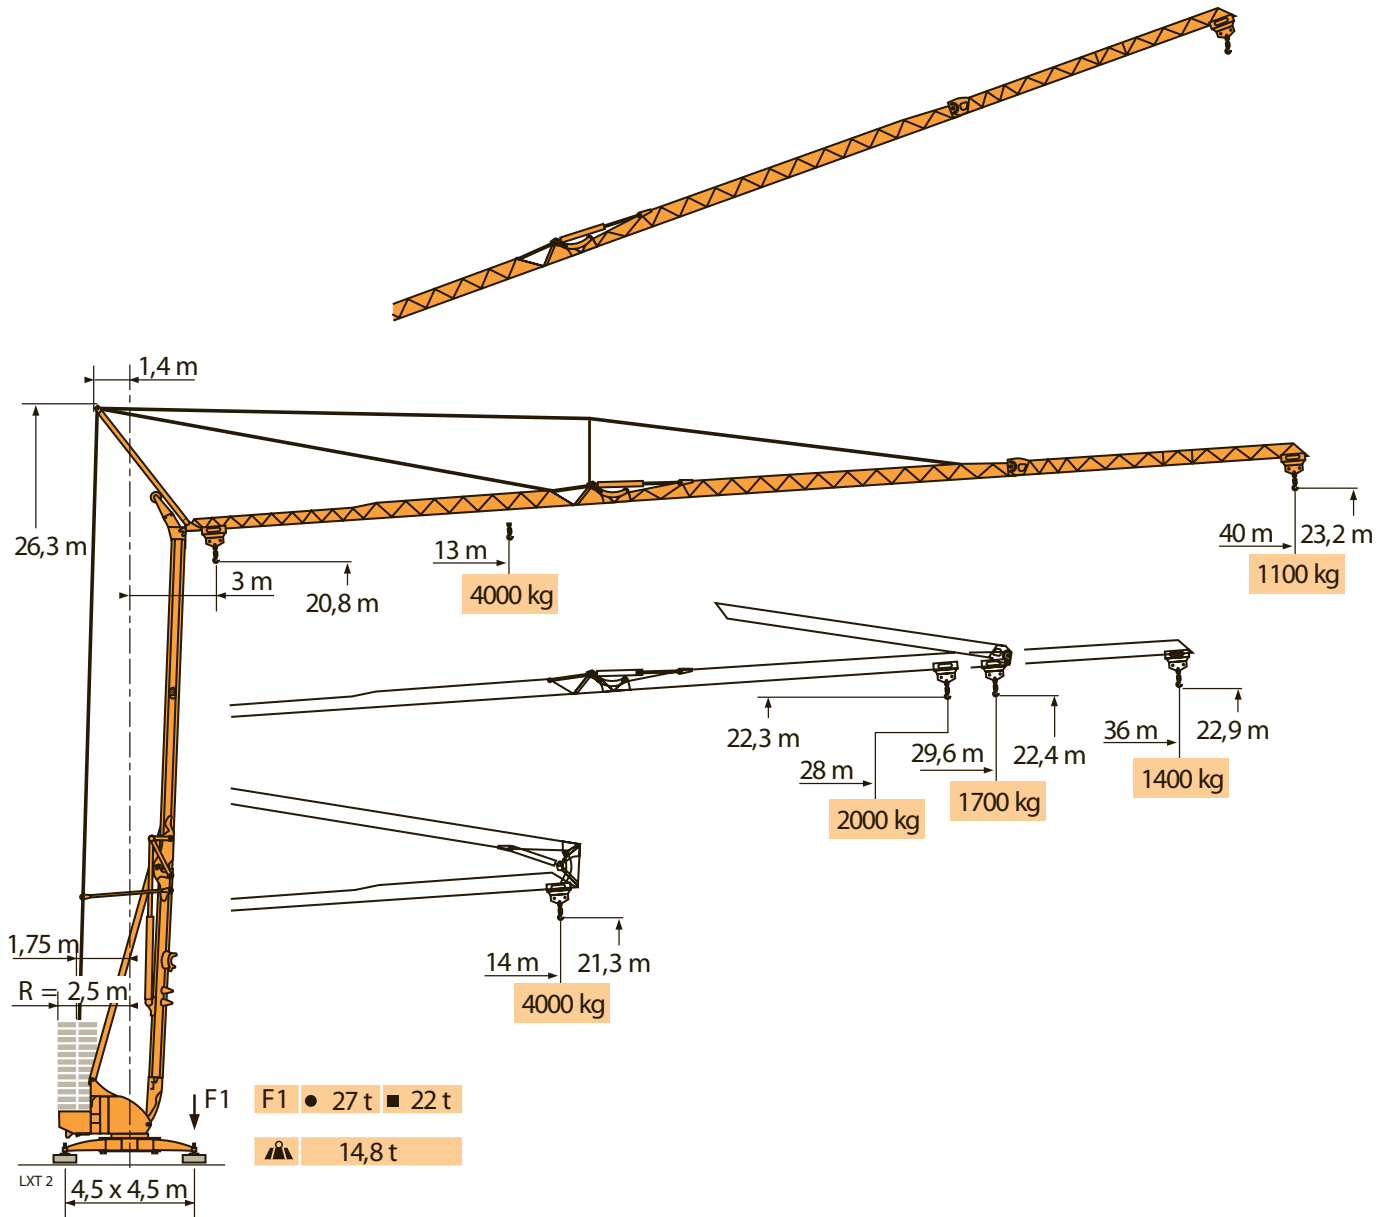 1,4 m
26,3 m
13 m
4000 kg
3 m
20,8 m
40 m
23,2 m
1100 kg
22,3 m
28 m
2000 kg
29,6 m
22,4 m
1700 kg
36 m
22,9 m
1400 kg
14 m
21,3 m
4000 kg
1,75 m
R = 2,5 m
F1
F1 ● 27 t ■ 22 t
14,8 t
LXT 2
4,5 x 4,5 m